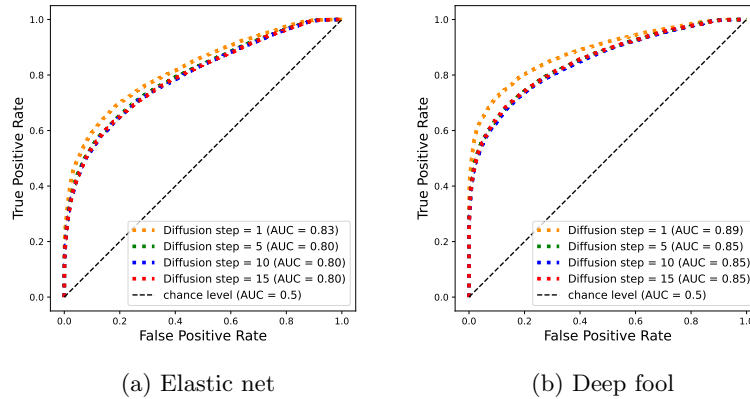 1.0
0.8
0.6
0.4
0.2
0.0
True Positive Rate
Diffusion step = 1 (AUC = 0.83)
Diffusion step = 5 (AUC = 0.80)
Diffusion step = 10 (AUC = 0.80)
Diffusion step = 15 (AUC = 0.80)
chance level (AUC = 0.5)
0.0 0.2 0.4 0.6 0.8 1.0
False Positive Rate
(a) Elastic net
1.0
0.8
0.6
0.4
0.2
0.0
True Positive Rate
Diffusion step = 1 (AUC = 0.89)
Diffusion step = 5 (AUC = 0.85)
Diffusion step = 10 (AUC = 0.85)
Diffusion step = 15 (AUC = 0.85)
chance level (AUC = 0.5)
0.0 0.2 0.4 0.6 0.8 1.0
False Positive Rate
(b) Deep fool